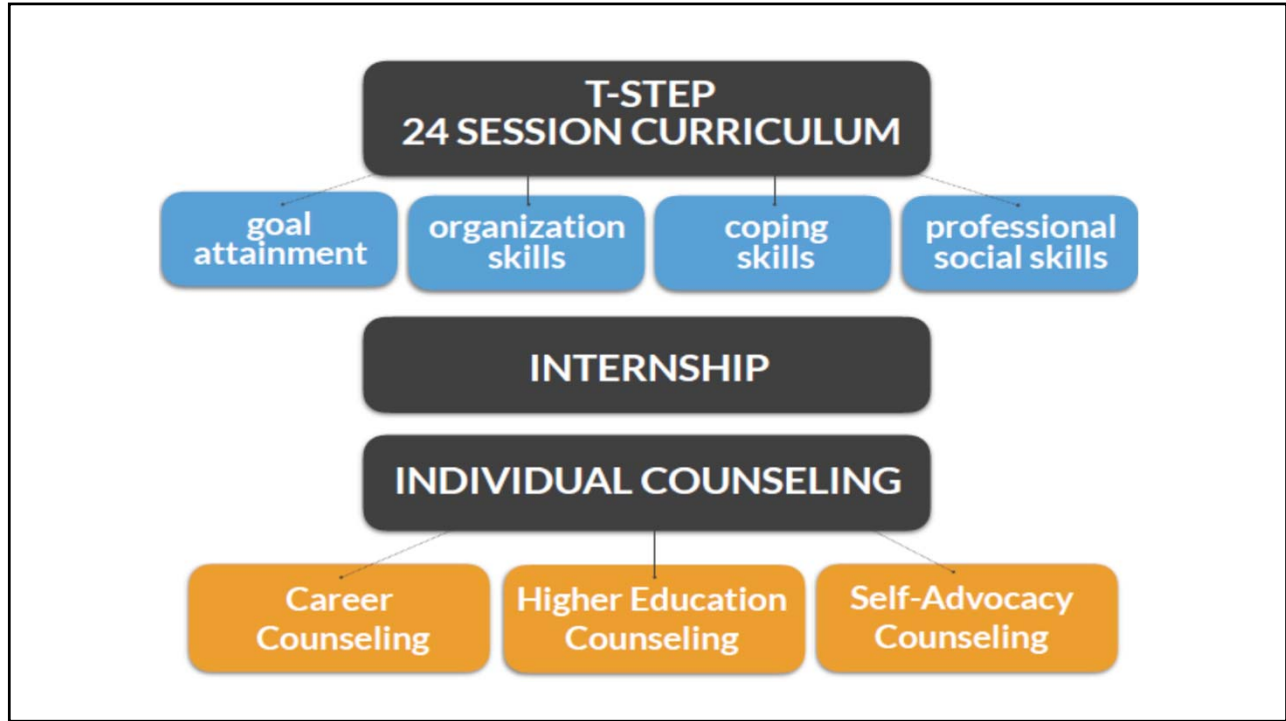 T-STEP
24 SESSION CURRICULUM
goal
attainment
organization
skills
coping
skills
professional
social skills
INTERNSHIP
INDIVIDUAL COUNSELING
Career
Counseling
Higher Education
Counseling
Self-Advocacy
Counseling